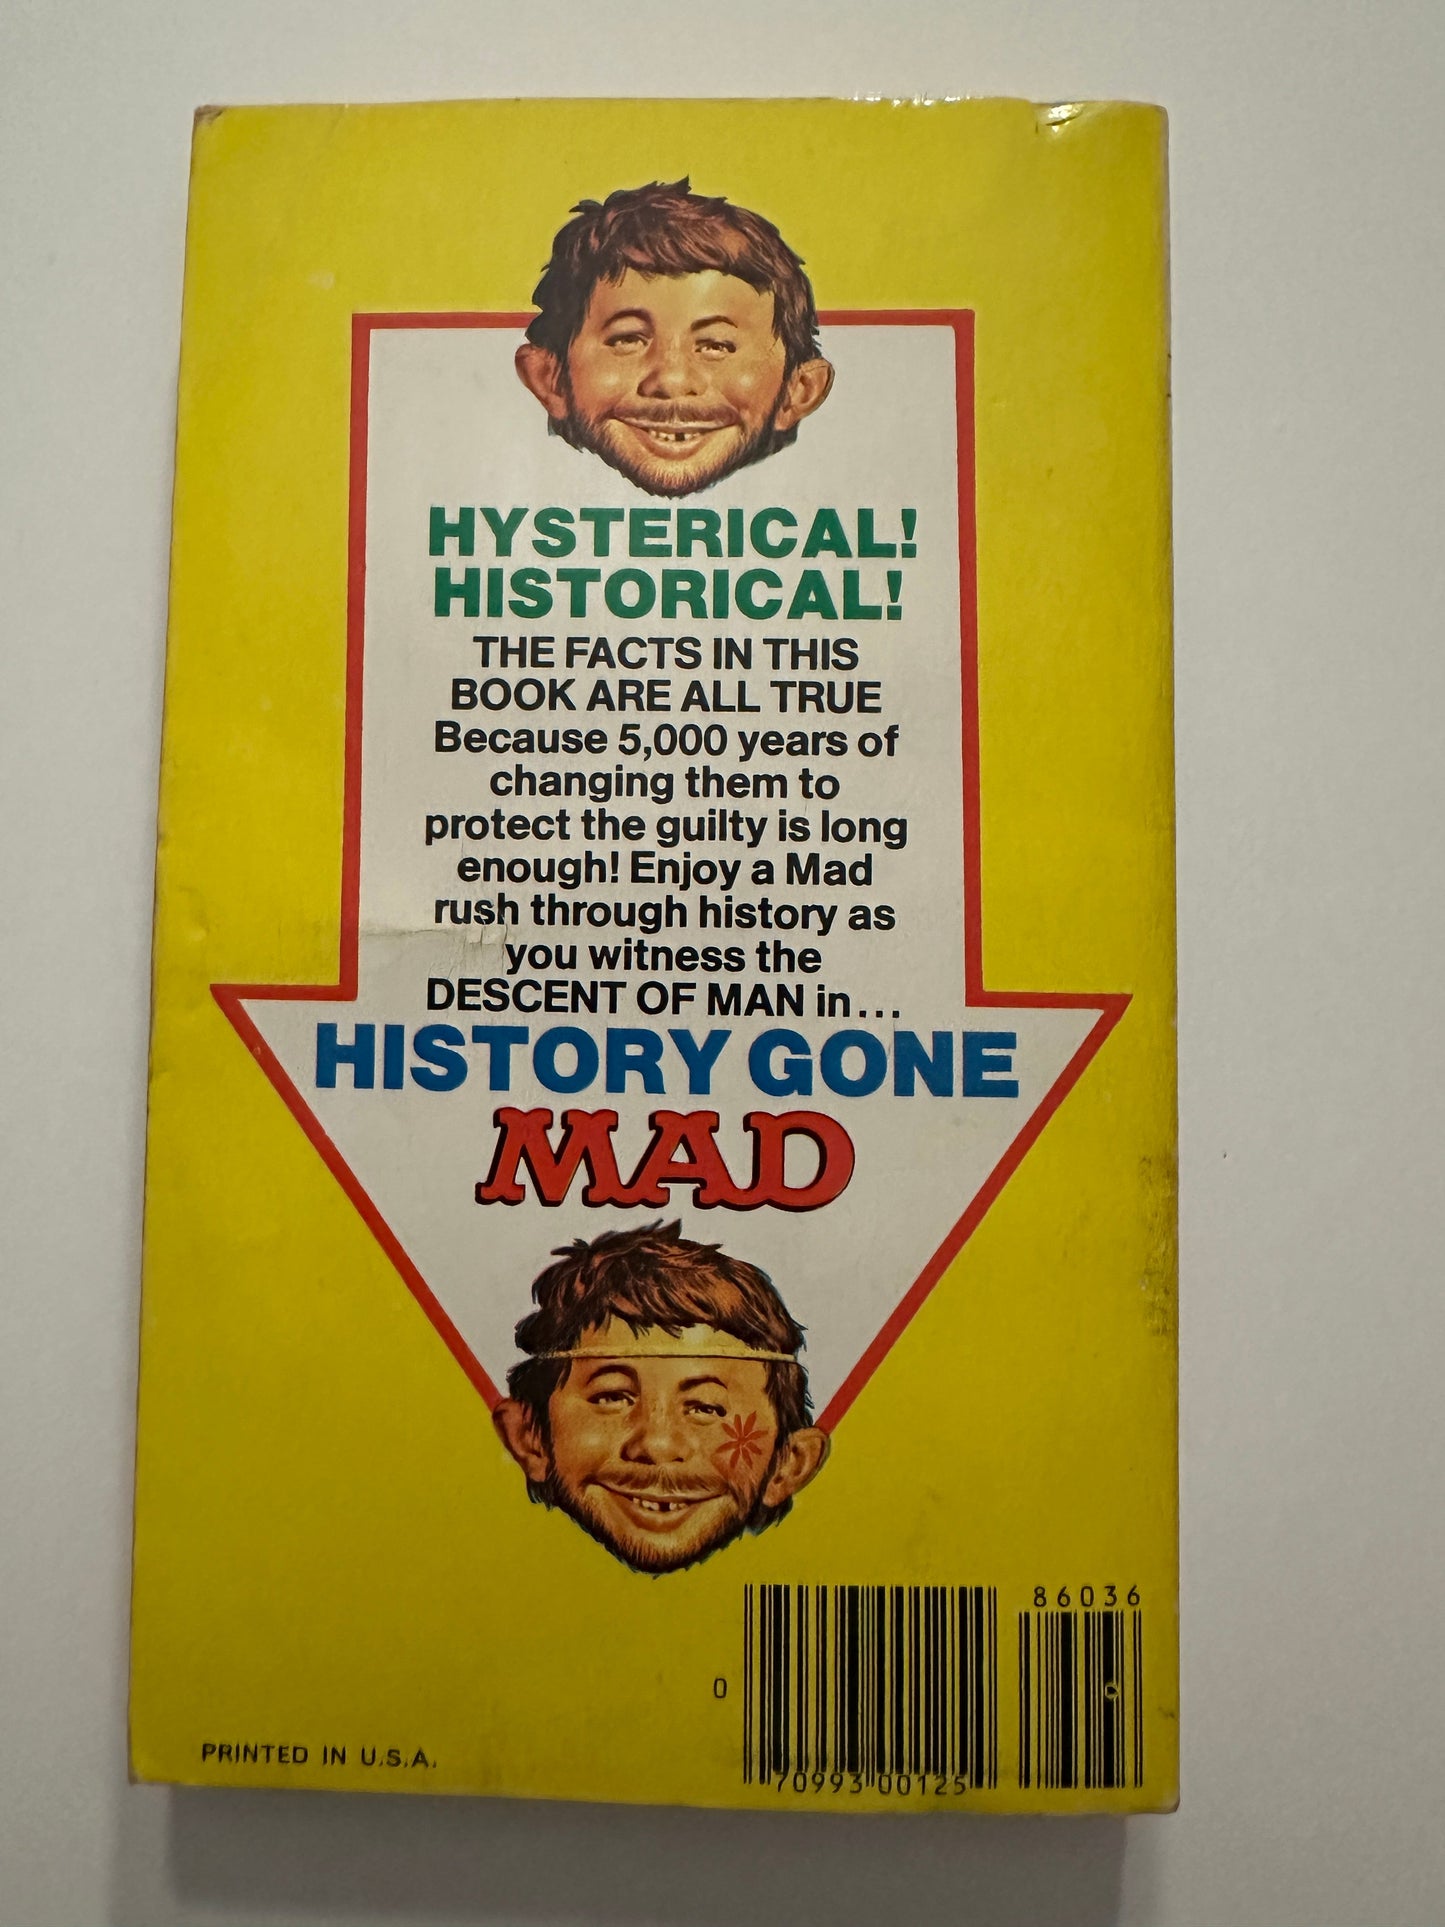 HYSTERICAL!
HISTORICAL!
THE FACTS IN THIS
BOOK ARE ALL TRUE
Because 5,000 years of
changing them to
protect the guilty is long
enough! Enjoy a Mad
rush through history as
you witness the
DESCENT OF MAN in...
HISTORY GONE
MAD
86036
0
70993 00125
PRINTED IN U.S.A.